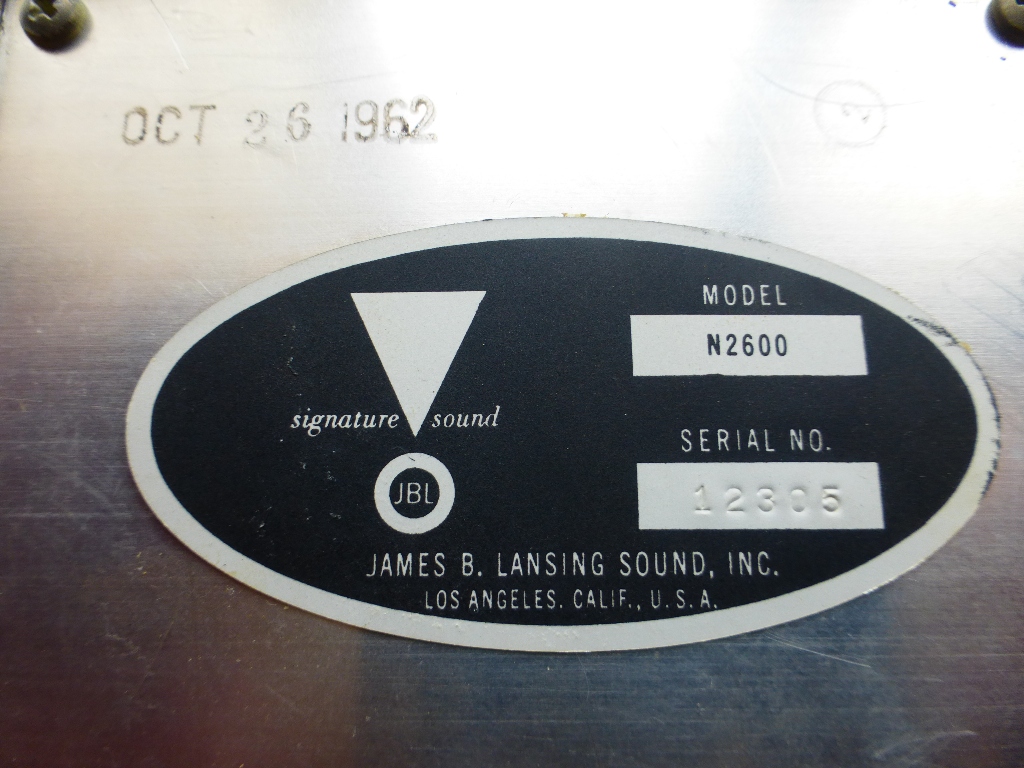 OCT 26 1962
MODEL
N2600
signature sound
SERIAL NO.
12305
JBL
JAMES B. LANSING SOUND, INC.
LOS ANGELES, CALIF., U.S.A.